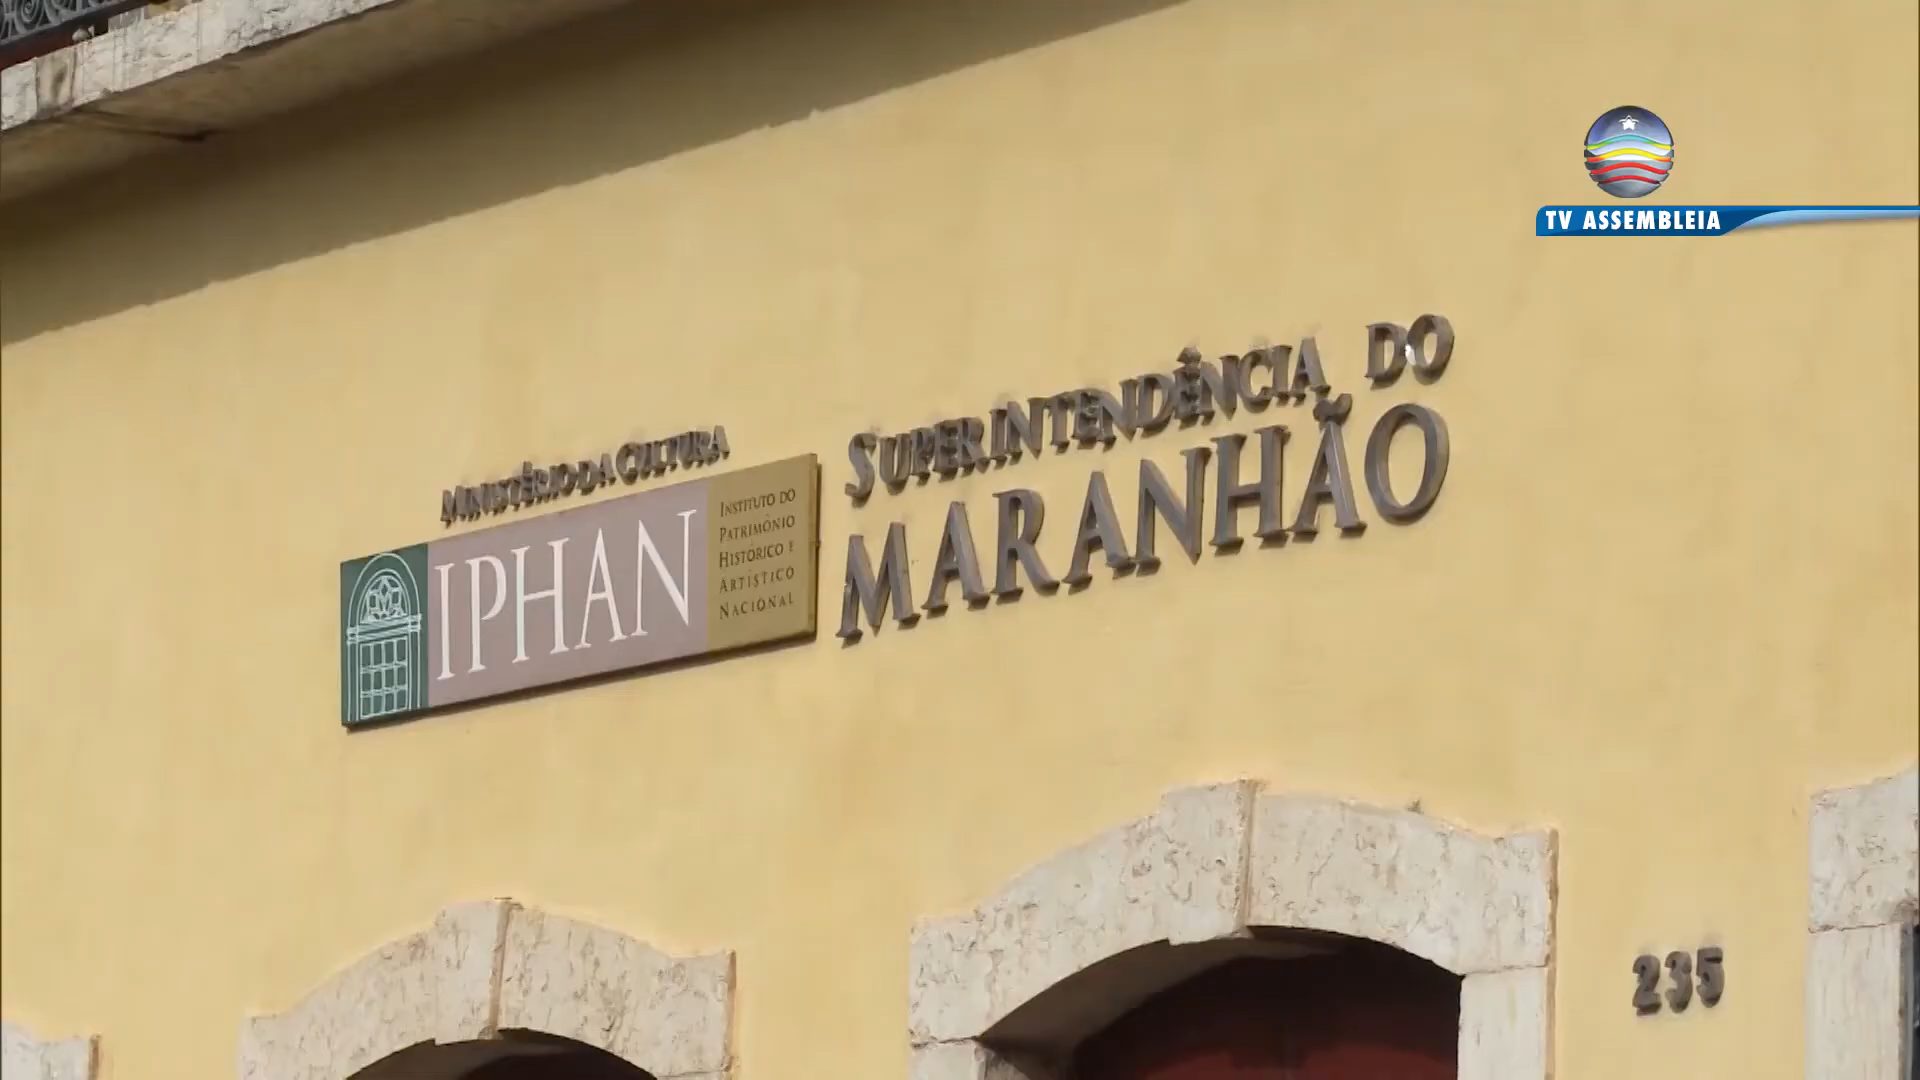 TV ASSEMBLEIA
MINISTÉRIO DA CULTURA
IPHAN
INSTITUTO DO
PATRIMÔNIO
HISTÓRICO E
ARTÍSTICO
NACIONAL
SUPERINTENDÊNCIA DO
MARANHÃO
235